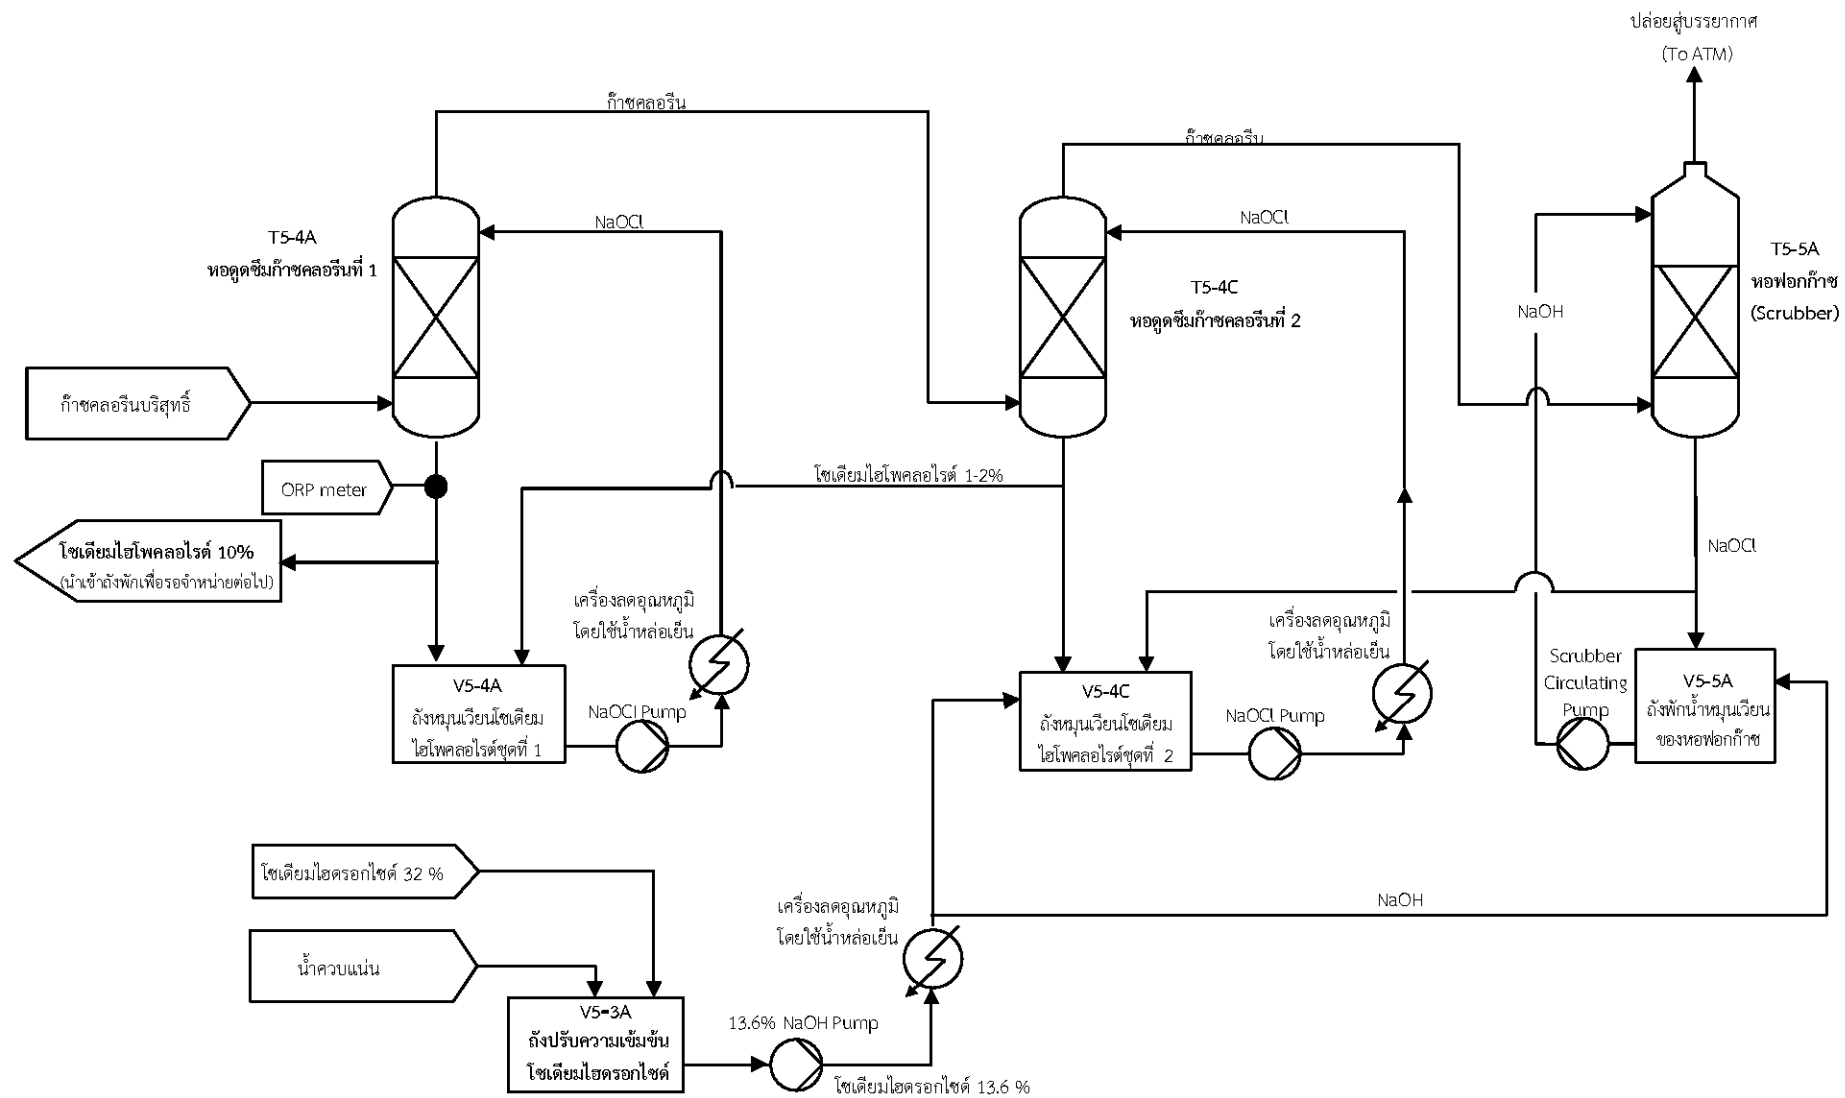 ปล่อยสู่บรรยากาศ
(To ATM)
ก๊าซคลอรีน
ก๊าซคลอรีน
NaOCl
NaOCl
T5-4A
หอดูดซึมก๊าซคลอรีนที่ 1
T5-4C
หอดูดซึมก๊าซคลอรีนที่ 2
T5-5A
หอฟอกก๊าซ
(Scrubber)
NaOH
ก๊าซคลอรีนบริสุทธิ์
ORP meter
โซเดียมไฮโพคลอไรต์ 1-2%
โซเดียมไฮโพคลอไรต์ 10%
(นำเข้าถังพักเพื่อรอจำหน่ายต่อไป)
NaOCl
เครื่องลดอุณหภูมิ
โดยใช้น้ำหล่อเย็น
เครื่องลดอุณหภูมิ
โดยใช้น้ำหล่อเย็น
V5-4A
ถังหมุนเวียนโซเดียม
ไฮโพคลอไรต์ชุดที่ 1
NaOCl Pump
V5-4C
ถังหมุนเวียนโซเดียม
ไฮโพคลอไรต์ชุดที่ 2
NaOCl Pump
Scrubber
Circulating
Pump
V5-5A
ถังพักน้ำหมุนเวียน
ของหอฟอกก๊าซ
โซเดียมไฮดรอกไซด์ 32 %
น้ำควบแน่น
เครื่องลดอุณหภูมิ
โดยใช้น้ำหล่อเย็น
NaOH
V5-3A
ถังปรับความเข้มข้น
โซเดียมไฮดรอกไซด์
13.6% NaOH Pump
โซเดียมไฮดรอกไซด์ 13.6 %